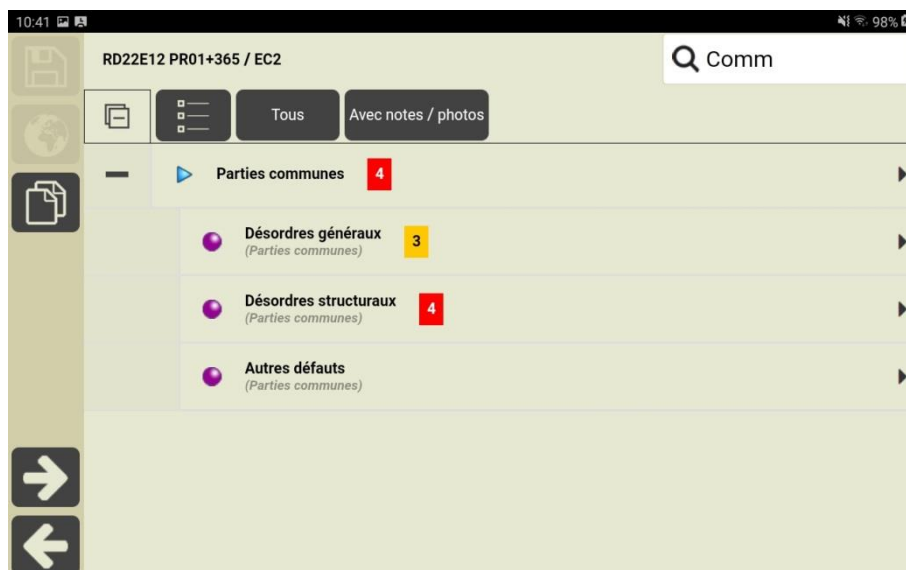 10:41 98%
RD22E12 PR01+365 / EC2
Comm
Tous Avec notes / photos
Parties communes 4
Désordres généraux 3
(Parties communes)
Désordres structuraux 4
(Parties communes)
Autres défauts
(Parties communes)